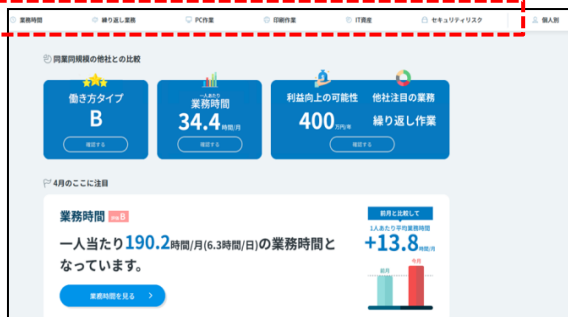 業務時間 繰り返し業務 PC作業 印刷作業 IT資産 セキュリティリスク 個人別
同業同規模の他社との比較
働き方タイプ
B
確認する
一人あたり
業務時間
34.4 時間/月
確認する
利益向上の可能性 他社注目の業務
400万円/年 繰り返し作業
確認する
4月のここに注目
業務時間 評価B
一人当たり190.2時間/月(6.3時間/日)の業務時間と
なっています。
業務時間を見る
前月と比較して
1人あたり平均業務時間
+13.8時間/月
前月 今月